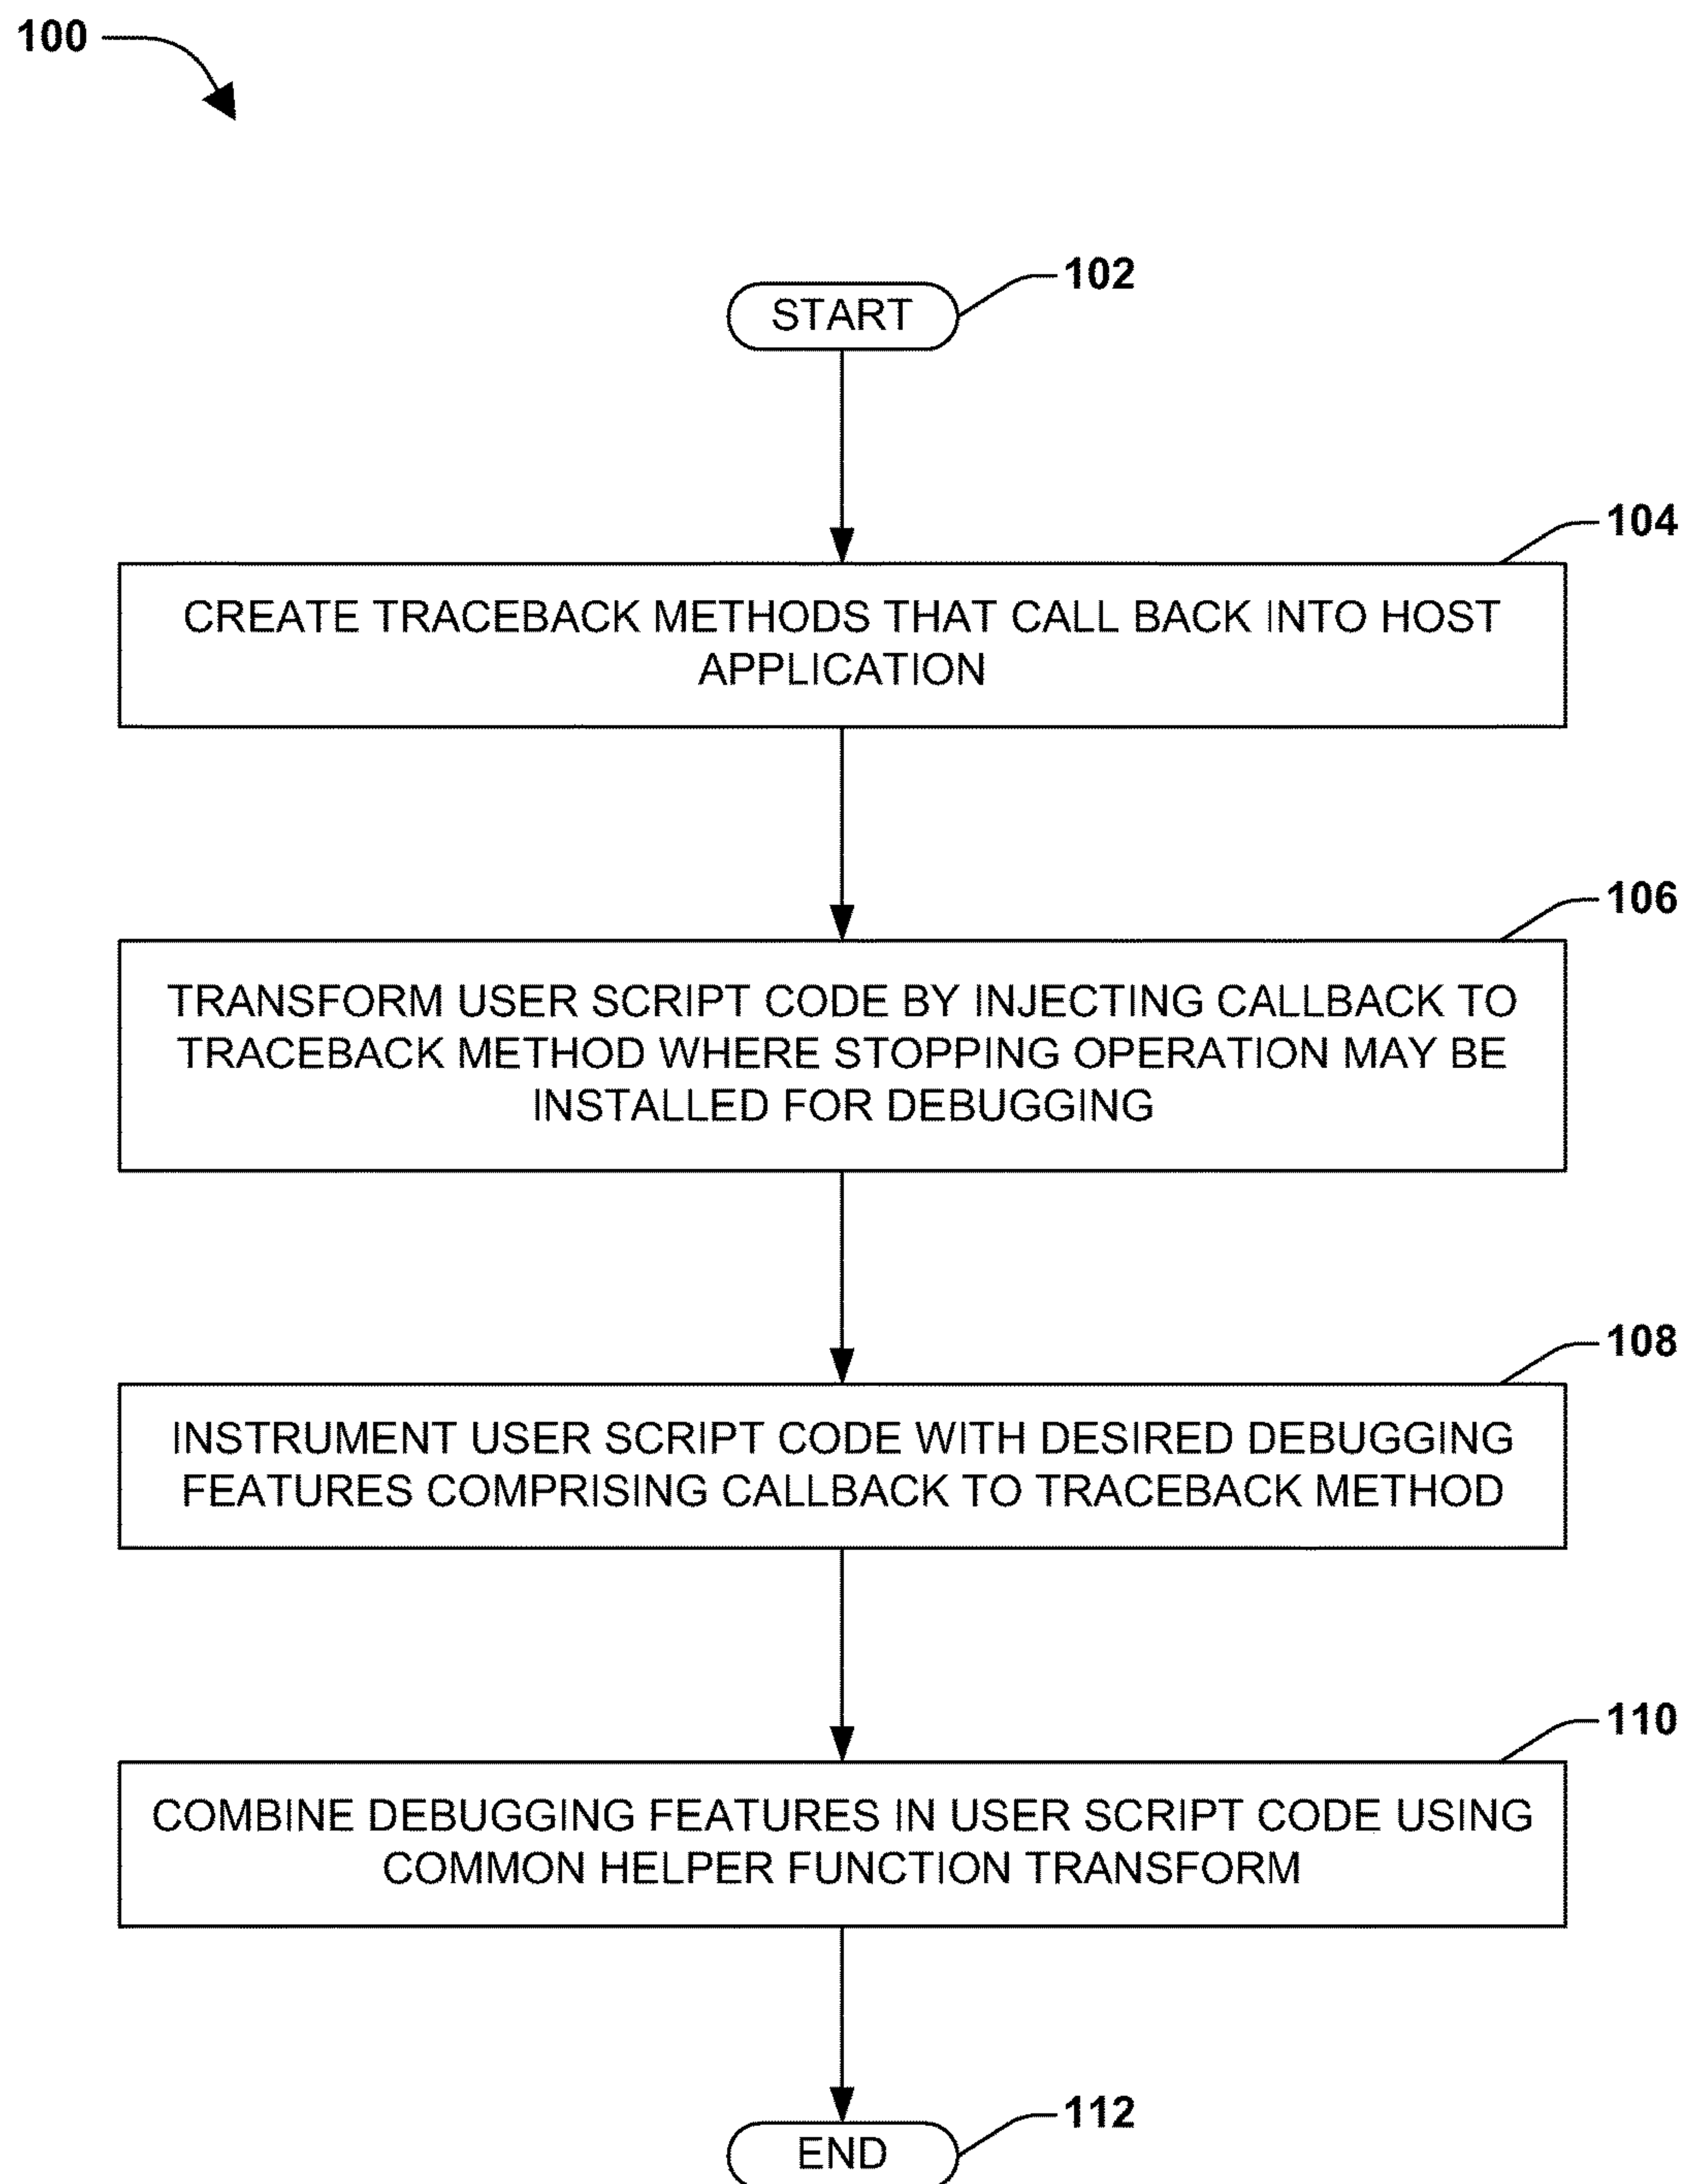 100
START
102
104
CREATE TRACEBACK METHODS THAT CALL BACK INTO HOST
APPLICATION
106
TRANSFORM USER SCRIPT CODE BY INJECTING CALLBACK TO
TRACEBACK METHOD WHERE STOPPING OPERATION MAY BE
INSTALLED FOR DEBUGGING
108
INSTRUMENT USER SCRIPT CODE WITH DESIRED DEBUGGING
FEATURES COMPRISING CALLBACK TO TRACEBACK METHOD
110
COMBINE DEBUGGING FEATURES IN USER SCRIPT CODE USING
COMMON HELPER FUNCTION TRANSFORM
112
END